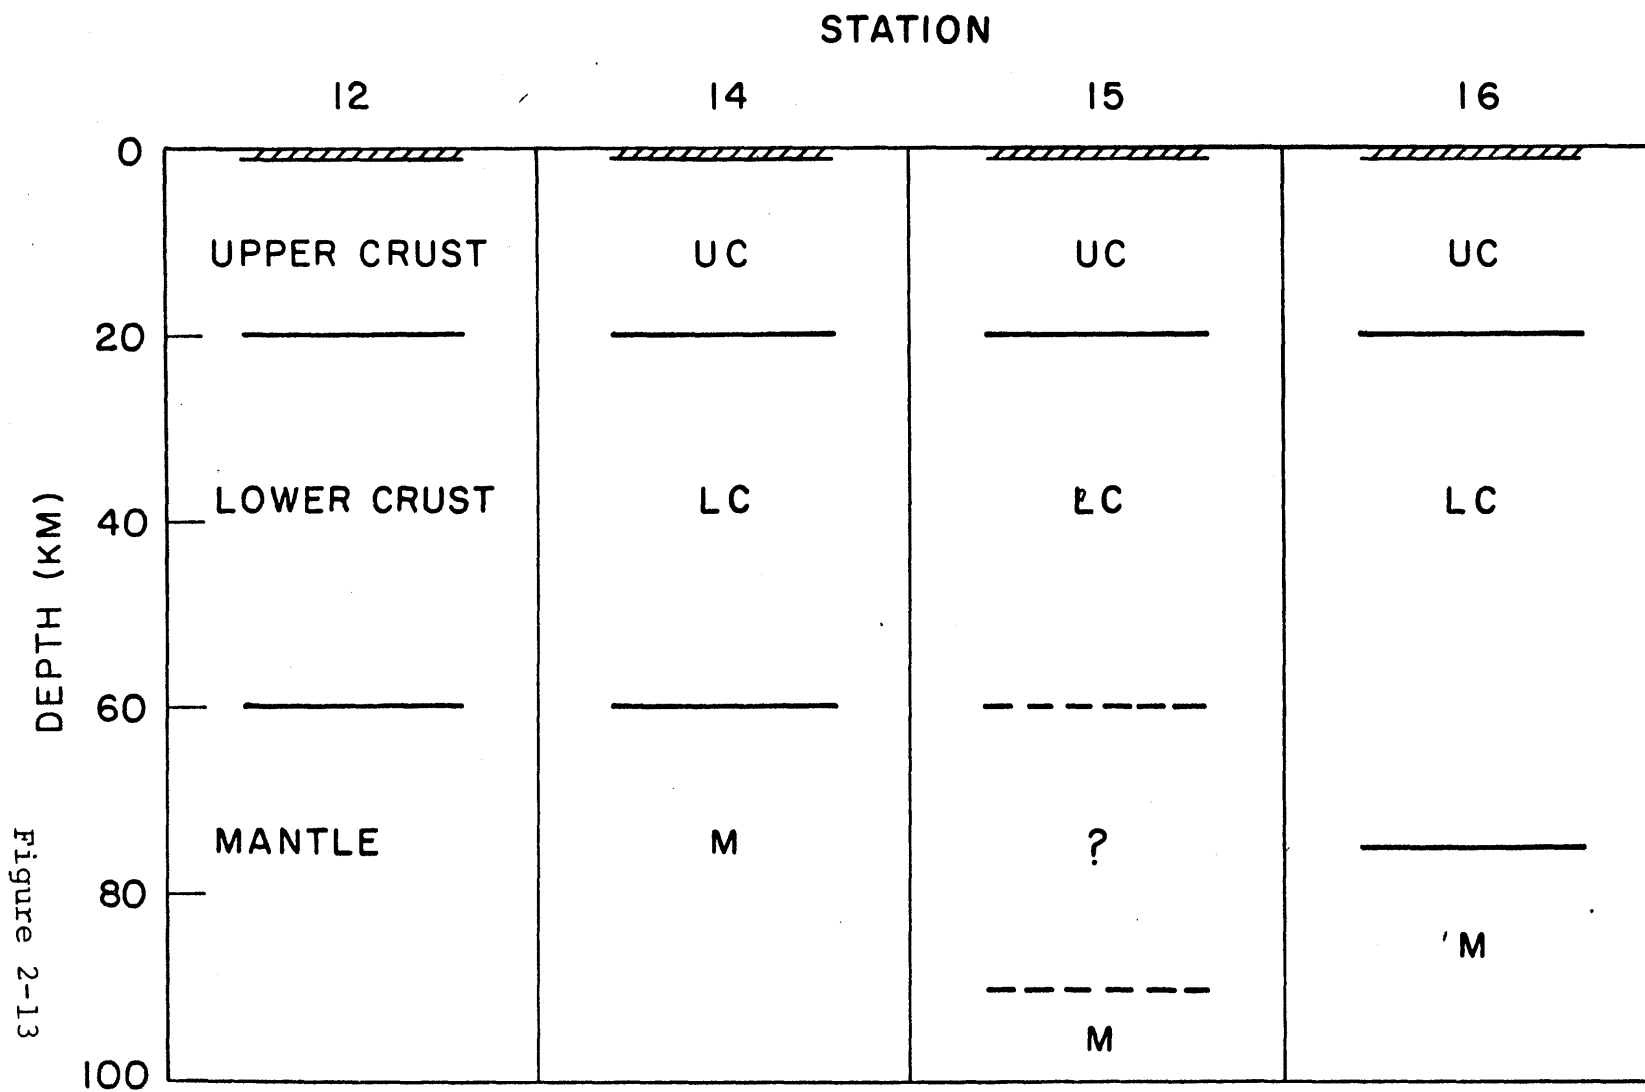 STATION
12 14 15 16
0
UPPER CRUST UC UC UC
20
LOWER CRUST LC LC LC
40
DEPTH (KM)
60
MANTLE M ?
80
M
M
100
Figure 2-13